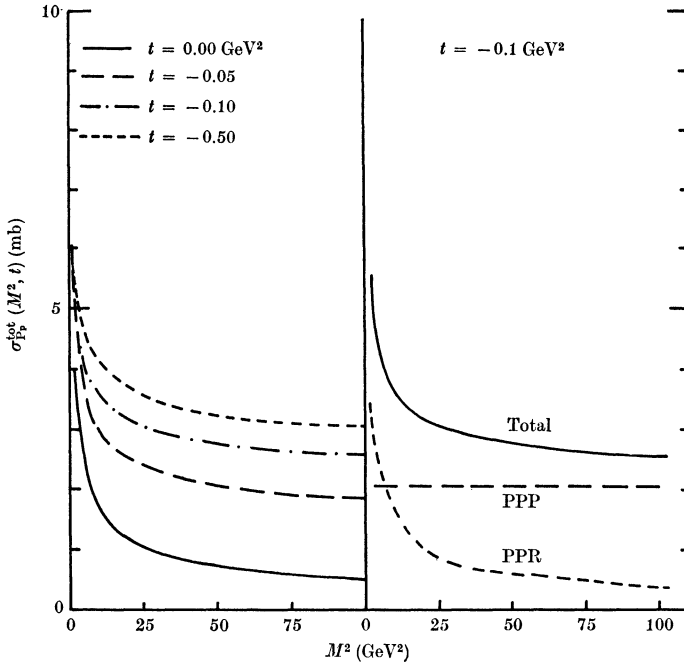 10
5
0
σ^tot_Pp (M², t) (mb)
t = 0.00 GeV²
t = −0.05
t = −0.10
t = −0.50
t = −0.1 GeV²
Total
PPP
PPR
0 25 50 75 0 25 50 75 100
M² (GeV²)